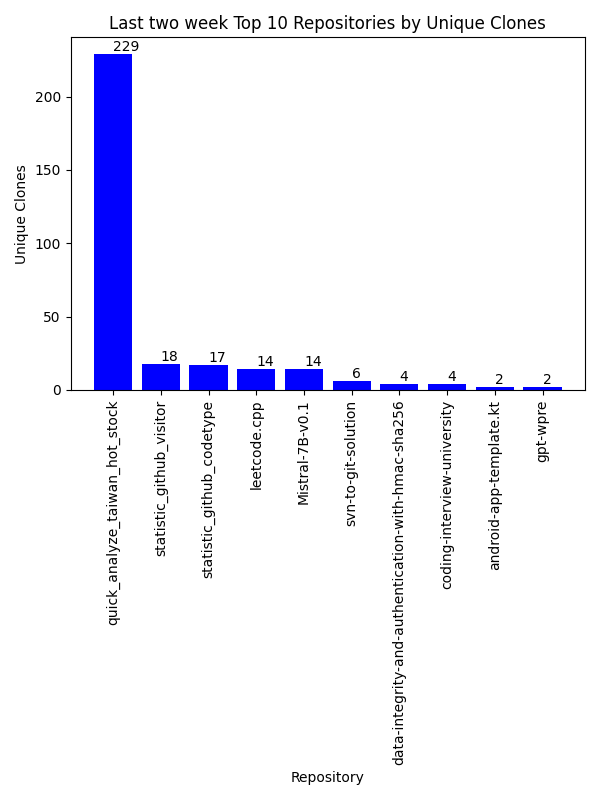 Last two week Top 10 Repositories by Unique Clones
Unique Clones
200
150
100
50
0
229
18
17
14
14
6
4
4
2
2
quick_analyze_taiwan_hot_stock
statistic_github_visitor
statistic_github_codetype
leetcode.cpp
Mistral-7B-v0.1
svn-to-git-solution
data-integrity-and-authentication-with-hmac-sha256
coding-interview-university
android-app-template.kt
gpt-wpre
Repository